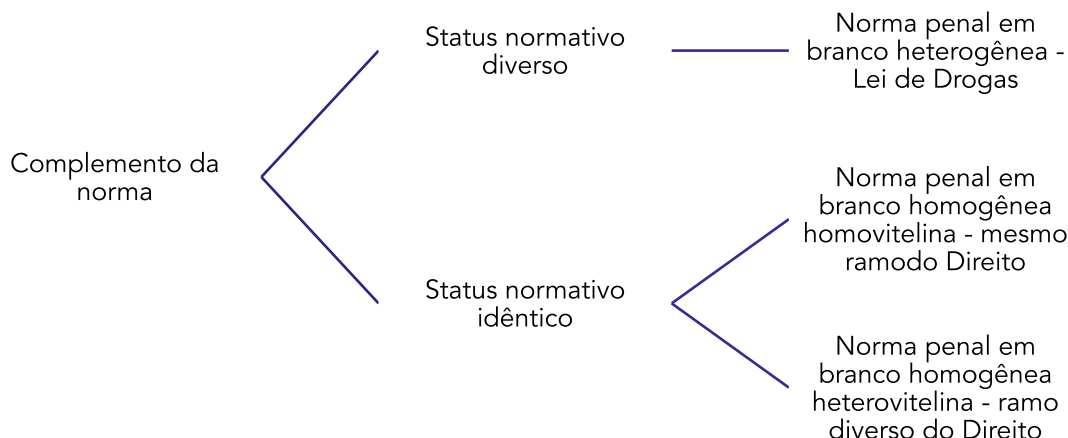 Complemento da
norma
Status normativo
diverso
Norma penal em
branco heterogênea -
Lei de Drogas
Status normativo
idêntico
Norma penal em
branco homogênea
homovitelina - mesmo
ramodo Direito
Norma penal em
branco homogênea
heterovitelina - ramo
diverso do Direito